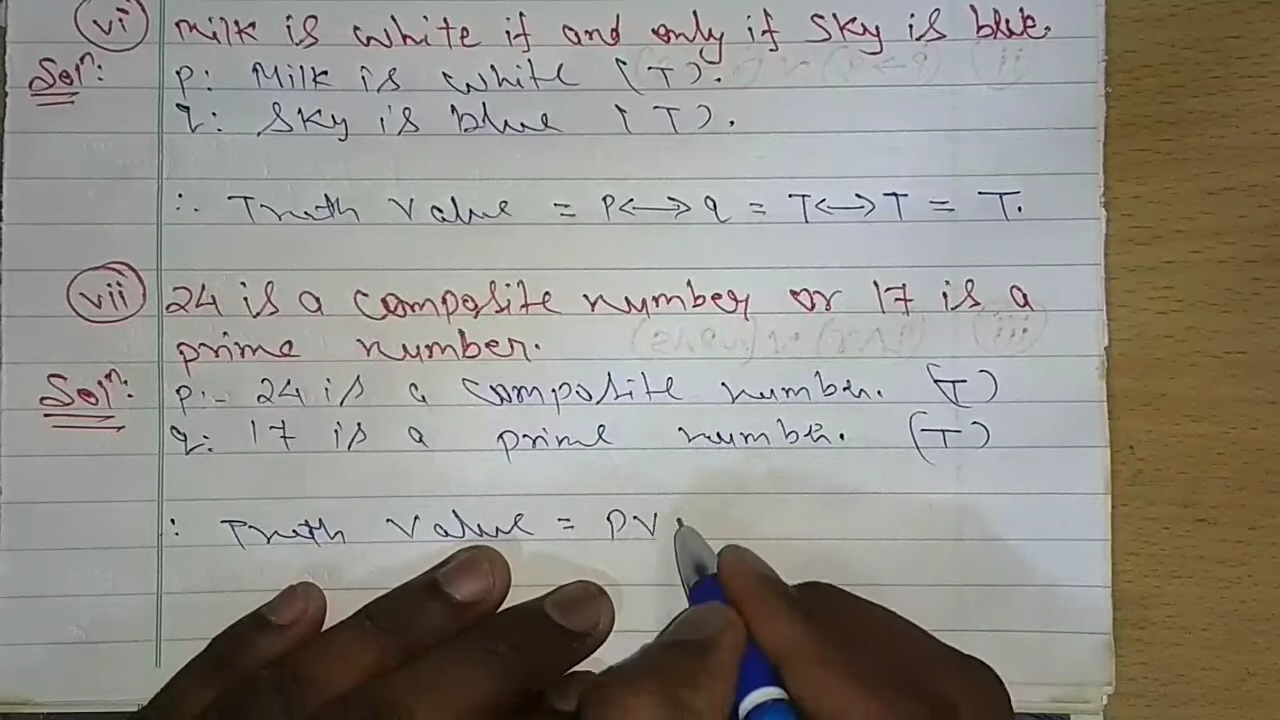 (vi) Milk is white if and only if sky is blue.
Solⁿ: p: Milk is white (T).
q: Sky is blue (T).
∴ Truth Value = P↔q = T↔T = T.
(vii) 24 is a composite number or 17 is a
prime number.
Solⁿ: p:- 24 is a composite number. (T)
q: 17 is a prime number. (T)
: Truth Value = P∨